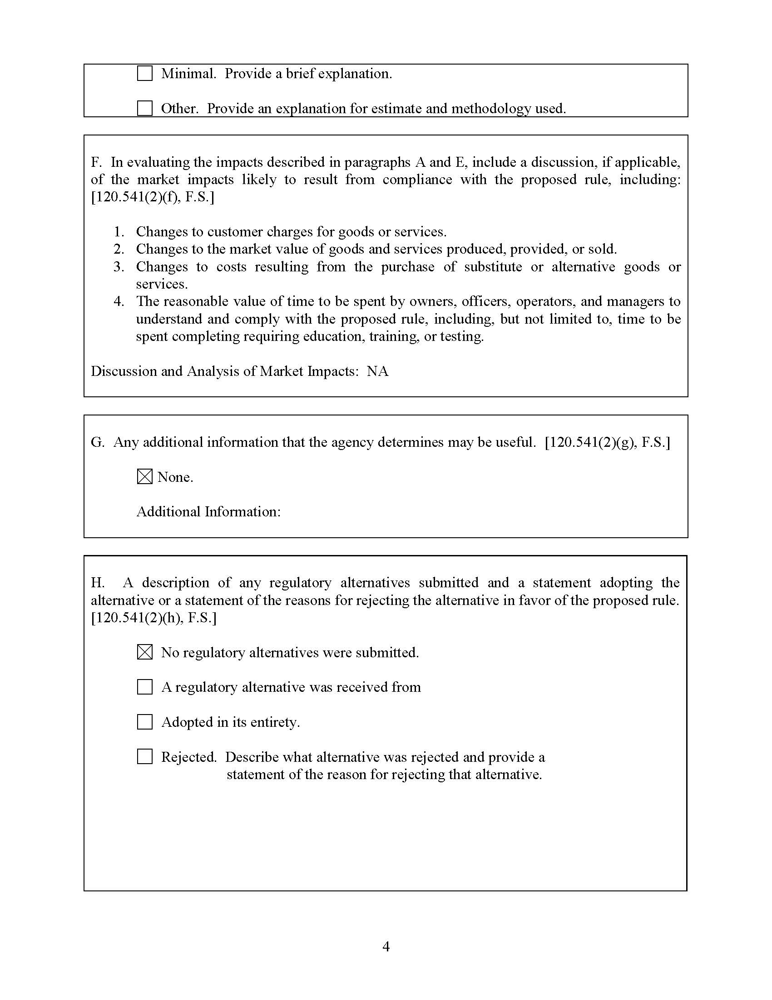 Minimal.  Provide a brief explanation.
Other.  Provide an explanation for estimate and methodology used.
F.  In evaluating the impacts described in paragraphs A and E, include a discussion, if applicable,
of the market impacts likely to result from compliance with the proposed rule, including:
[120.541(2)(f), F.S.]
1. Changes to customer charges for goods or services.
2. Changes to the market value of goods and services produced, provided, or sold.
3. Changes to costs resulting from the purchase of substitute or alternative goods or
services.
4. The reasonable value of time to be spent by owners, officers, operators, and managers to
understand and comply with the proposed rule, including, but not limited to, time to be
spent completing requiring education, training, or testing.
Discussion and Analysis of Market Impacts:  NA
G.  Any additional information that the agency determines may be useful.  [120.541(2)(g), F.S.]
None.
Additional Information:
H.  A description of any regulatory alternatives submitted and a statement adopting the
alternative or a statement of the reasons for rejecting the alternative in favor of the proposed rule.
[120.541(2)(h), F.S.]
No regulatory alternatives were submitted.
A regulatory alternative was received from
Adopted in its entirety.
Rejected.  Describe what alternative was rejected and provide a
statement of the reason for rejecting that alternative.
4